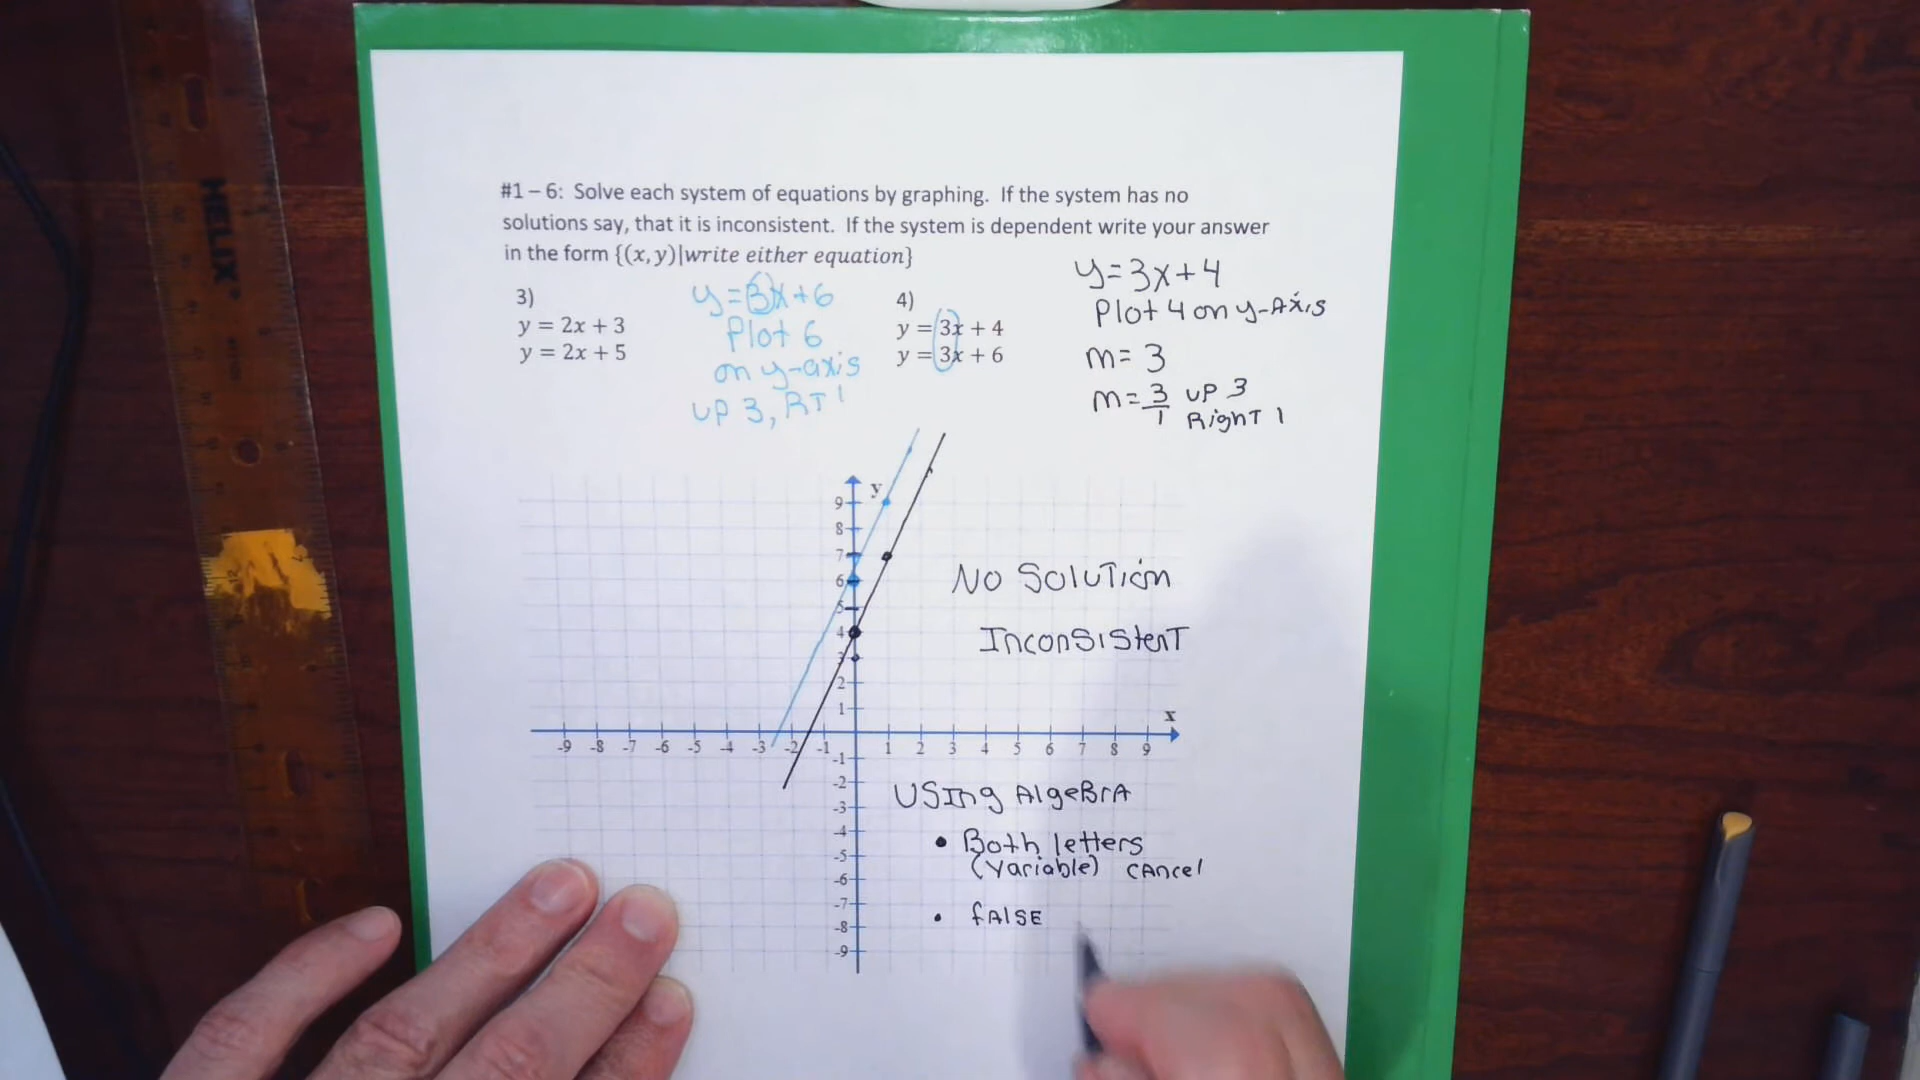 HELIX
#1 – 6: Solve each system of equations by graphing. If the system has no
solutions say, that it is inconsistent. If the system is dependent write your answer
in the form {(x, y)|write either equation}
3)
y = 2x + 3
y = 2x + 5
y=3x+6
Plot 6
on y-axis
UP 3, RT 1
4)
y = 3x + 4
y = 3x + 6
y=3x+4
Plot 4 on y-Axis
m= 3
m= 3/1 UP 3
RighT 1
y
9
8
7
6
5
4
3
2
1
x
-9 -8 -7 -6 -5 -4 -3 -2 -1 1 2 3 4 5 6 7 8 9
-1
-2
-3
-4
-5
-6
-7
-8
-9
NO SoluTion
InconSiStenT
USIng AlgeBrA
• Both letters
(Variable) CAncel
• fAlSE